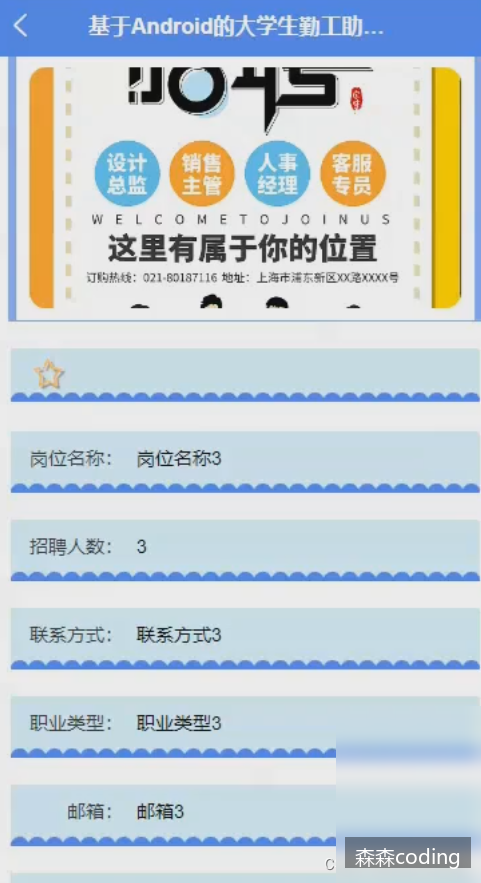 基于Android的大学生勤工助...
设计总监
销售主管
人事经理
客服专员
WELCOMETOJOINUS
这里有属于你的位置
订购热线：021-80187116 地址：上海市浦东新区XX路XXXX号
岗位名称： 岗位名称3
招聘人数： 3
联系方式： 联系方式3
职业类型： 职业类型3
邮箱： 邮箱3
森森coding